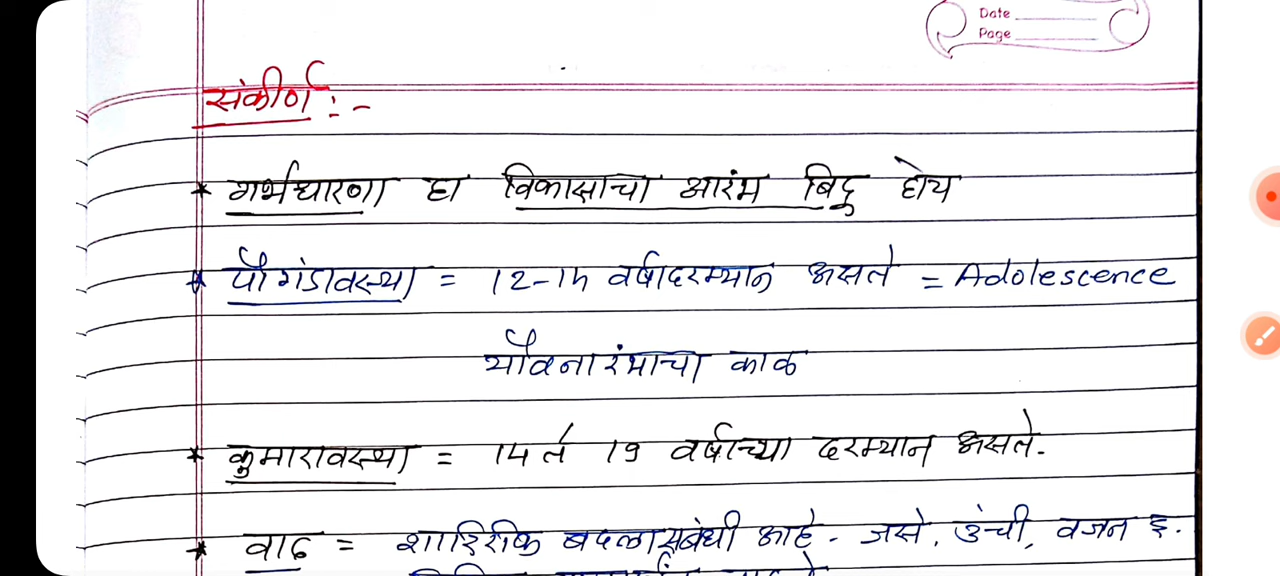 Date
Page
संकीर्ण :-
* गर्भधारणा हा विकासाचा आरंभ बिंदु होय
* पौगंडावस्था = 12-14 वर्षादरम्यान असते = Adolescence
यौवनारंभाचा काळ
* कुमारावस्था = 14 ते 19 वर्षाच्या दरम्यान असते.
* वाढ = शारिरीक बदलासंबंधी आहे. जसे. उंची, वजन इ.